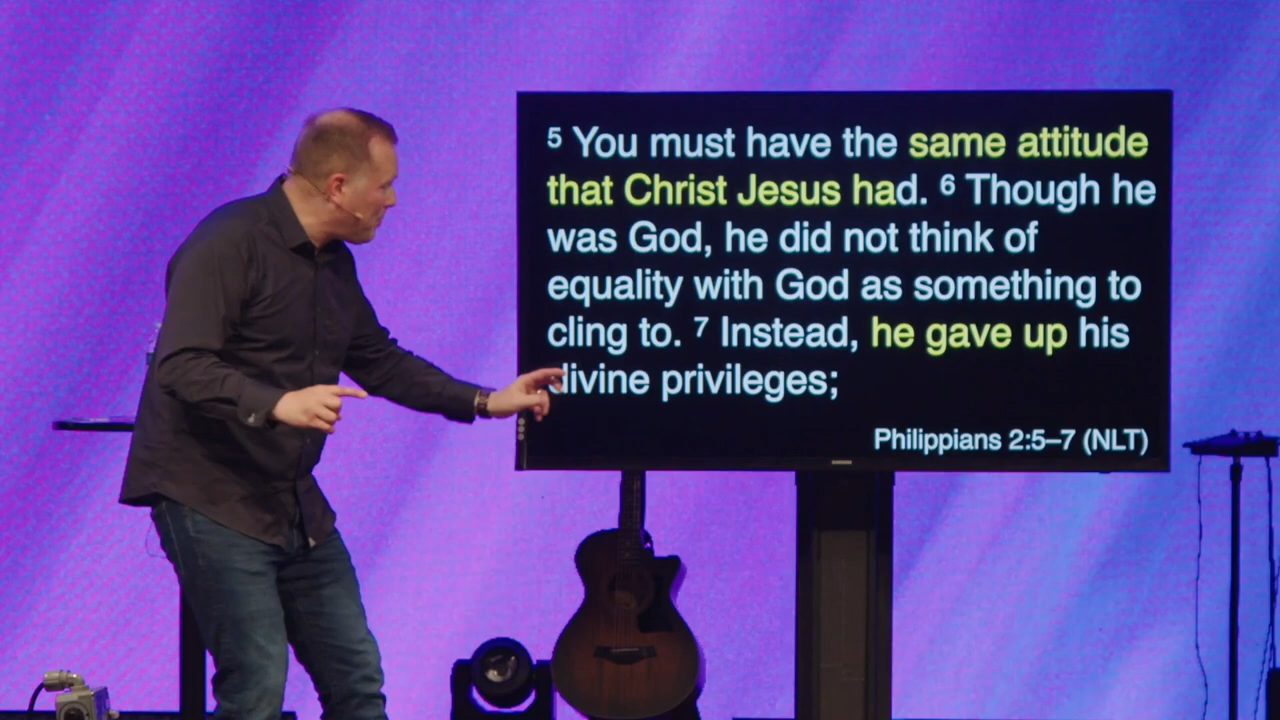 ⁵ You must have the same attitude
that Christ Jesus had. ⁶ Though he
was God, he did not think of
equality with God as something to
cling to. ⁷ Instead, he gave up his
divine privileges;
Philippians 2:5–7 (NLT)